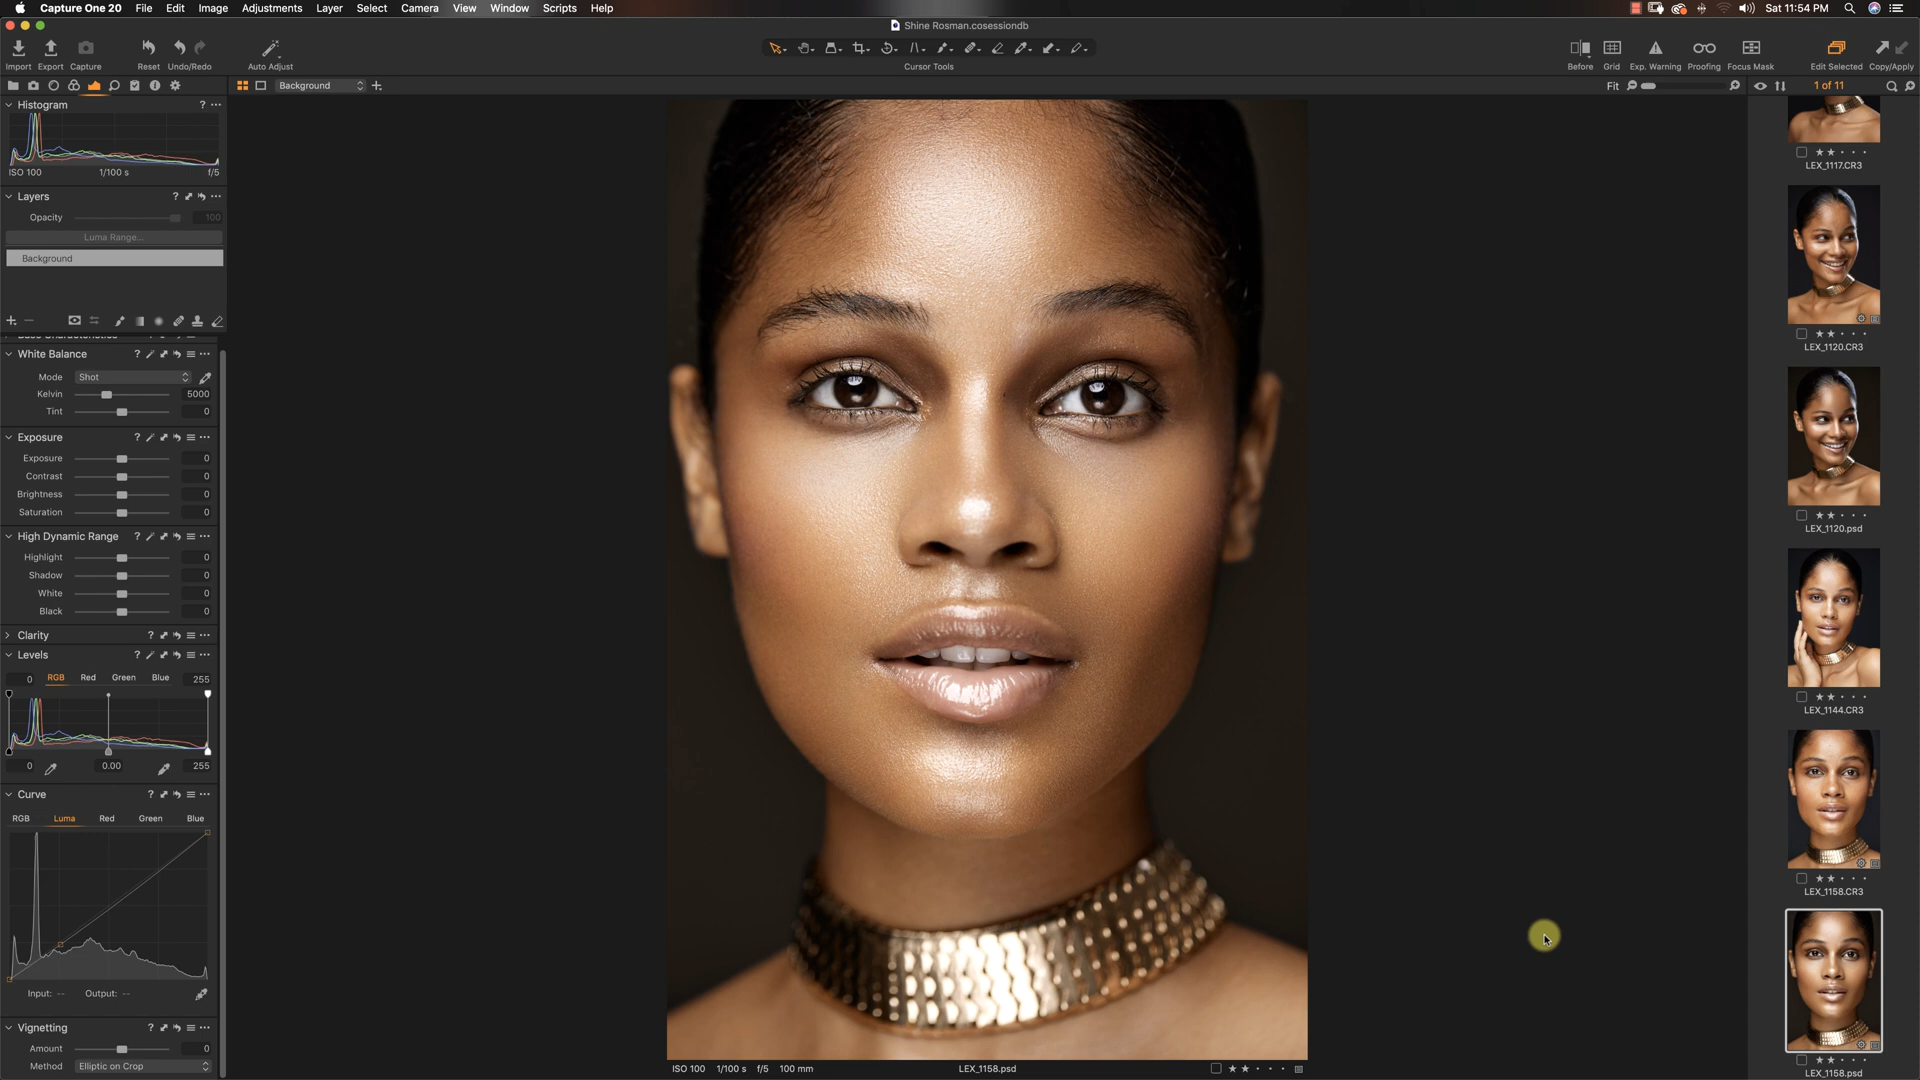 Capture One 20 File Edit Image Adjustments Layer Select Camera View Window Scripts Help
Sat 11:54 PM
Shine Rosman.cosessiondb
Import Export Capture Reset Undo/Redo Auto Adjust
Cursor Tools
Before Grid Exp. Warning Proofing Focus Mask Edit Selected Copy/Apply
Background
Fit
1 of 11
Histogram
ISO 100 1/100 s f/5
Layers
Opacity 100
Luma Range...
Background
White Balance
Mode Shot
Kelvin 5000
Tint 0
Exposure
Exposure 0
Contrast 0
Brightness 0
Saturation 0
High Dynamic Range
Highlight 0
Shadow 0
White 0
Black 0
Clarity
Levels
0 RGB Red Green Blue 255
0 0.00 255
Curve
RGB Luma Red Green Blue
Input: -- Output: --
Vignetting
Amount 0
Method Elliptic on Crop
ISO 100 1/100 s f/5 100 mm
LEX_1158.psd
LEX_1117.CR3
LEX_1120.CR3
LEX_1120.psd
LEX_1144.CR3
LEX_1158.CR3
LEX_1158.psd